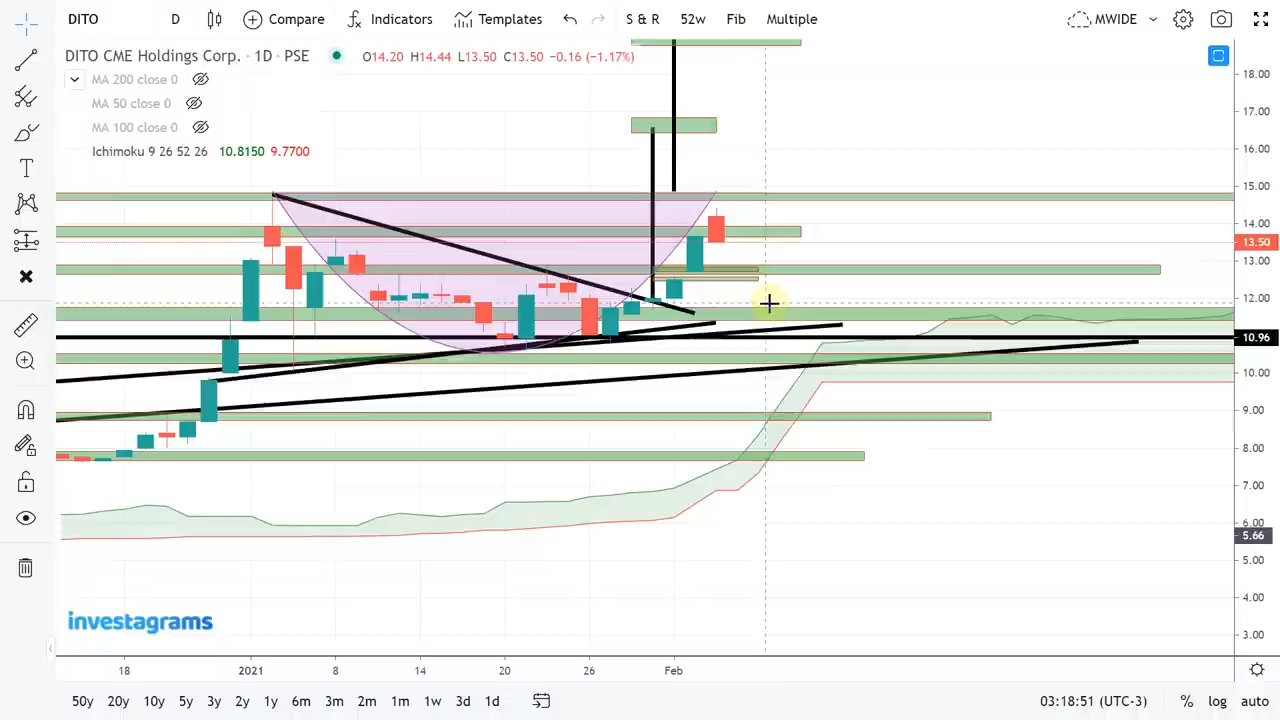 DITO D Compare Indicators Templates S & R 52w Fib Multiple MWIDE
DITO CME Holdings Corp. · 1D · PSE O14.20 H14.44 L13.50 C13.50 −0.16 (−1.17%)
MA 200 close 0
MA 50 close 0
MA 100 close 0
Ichimoku 9 26 52 26 10.8150 9.7700
18.00
17.00
16.00
15.00
14.00
13.50
13.00
12.00
10.96
10.00
9.00
8.00
7.00
6.00
5.66
5.00
4.00
3.00
investagrams
18 2021 8 14 20 26 Feb
50y 20y 10y 5y 3y 2y 1y 6m 3m 2m 1m 1w 3d 1d 03:18:51 (UTC-3) % log auto